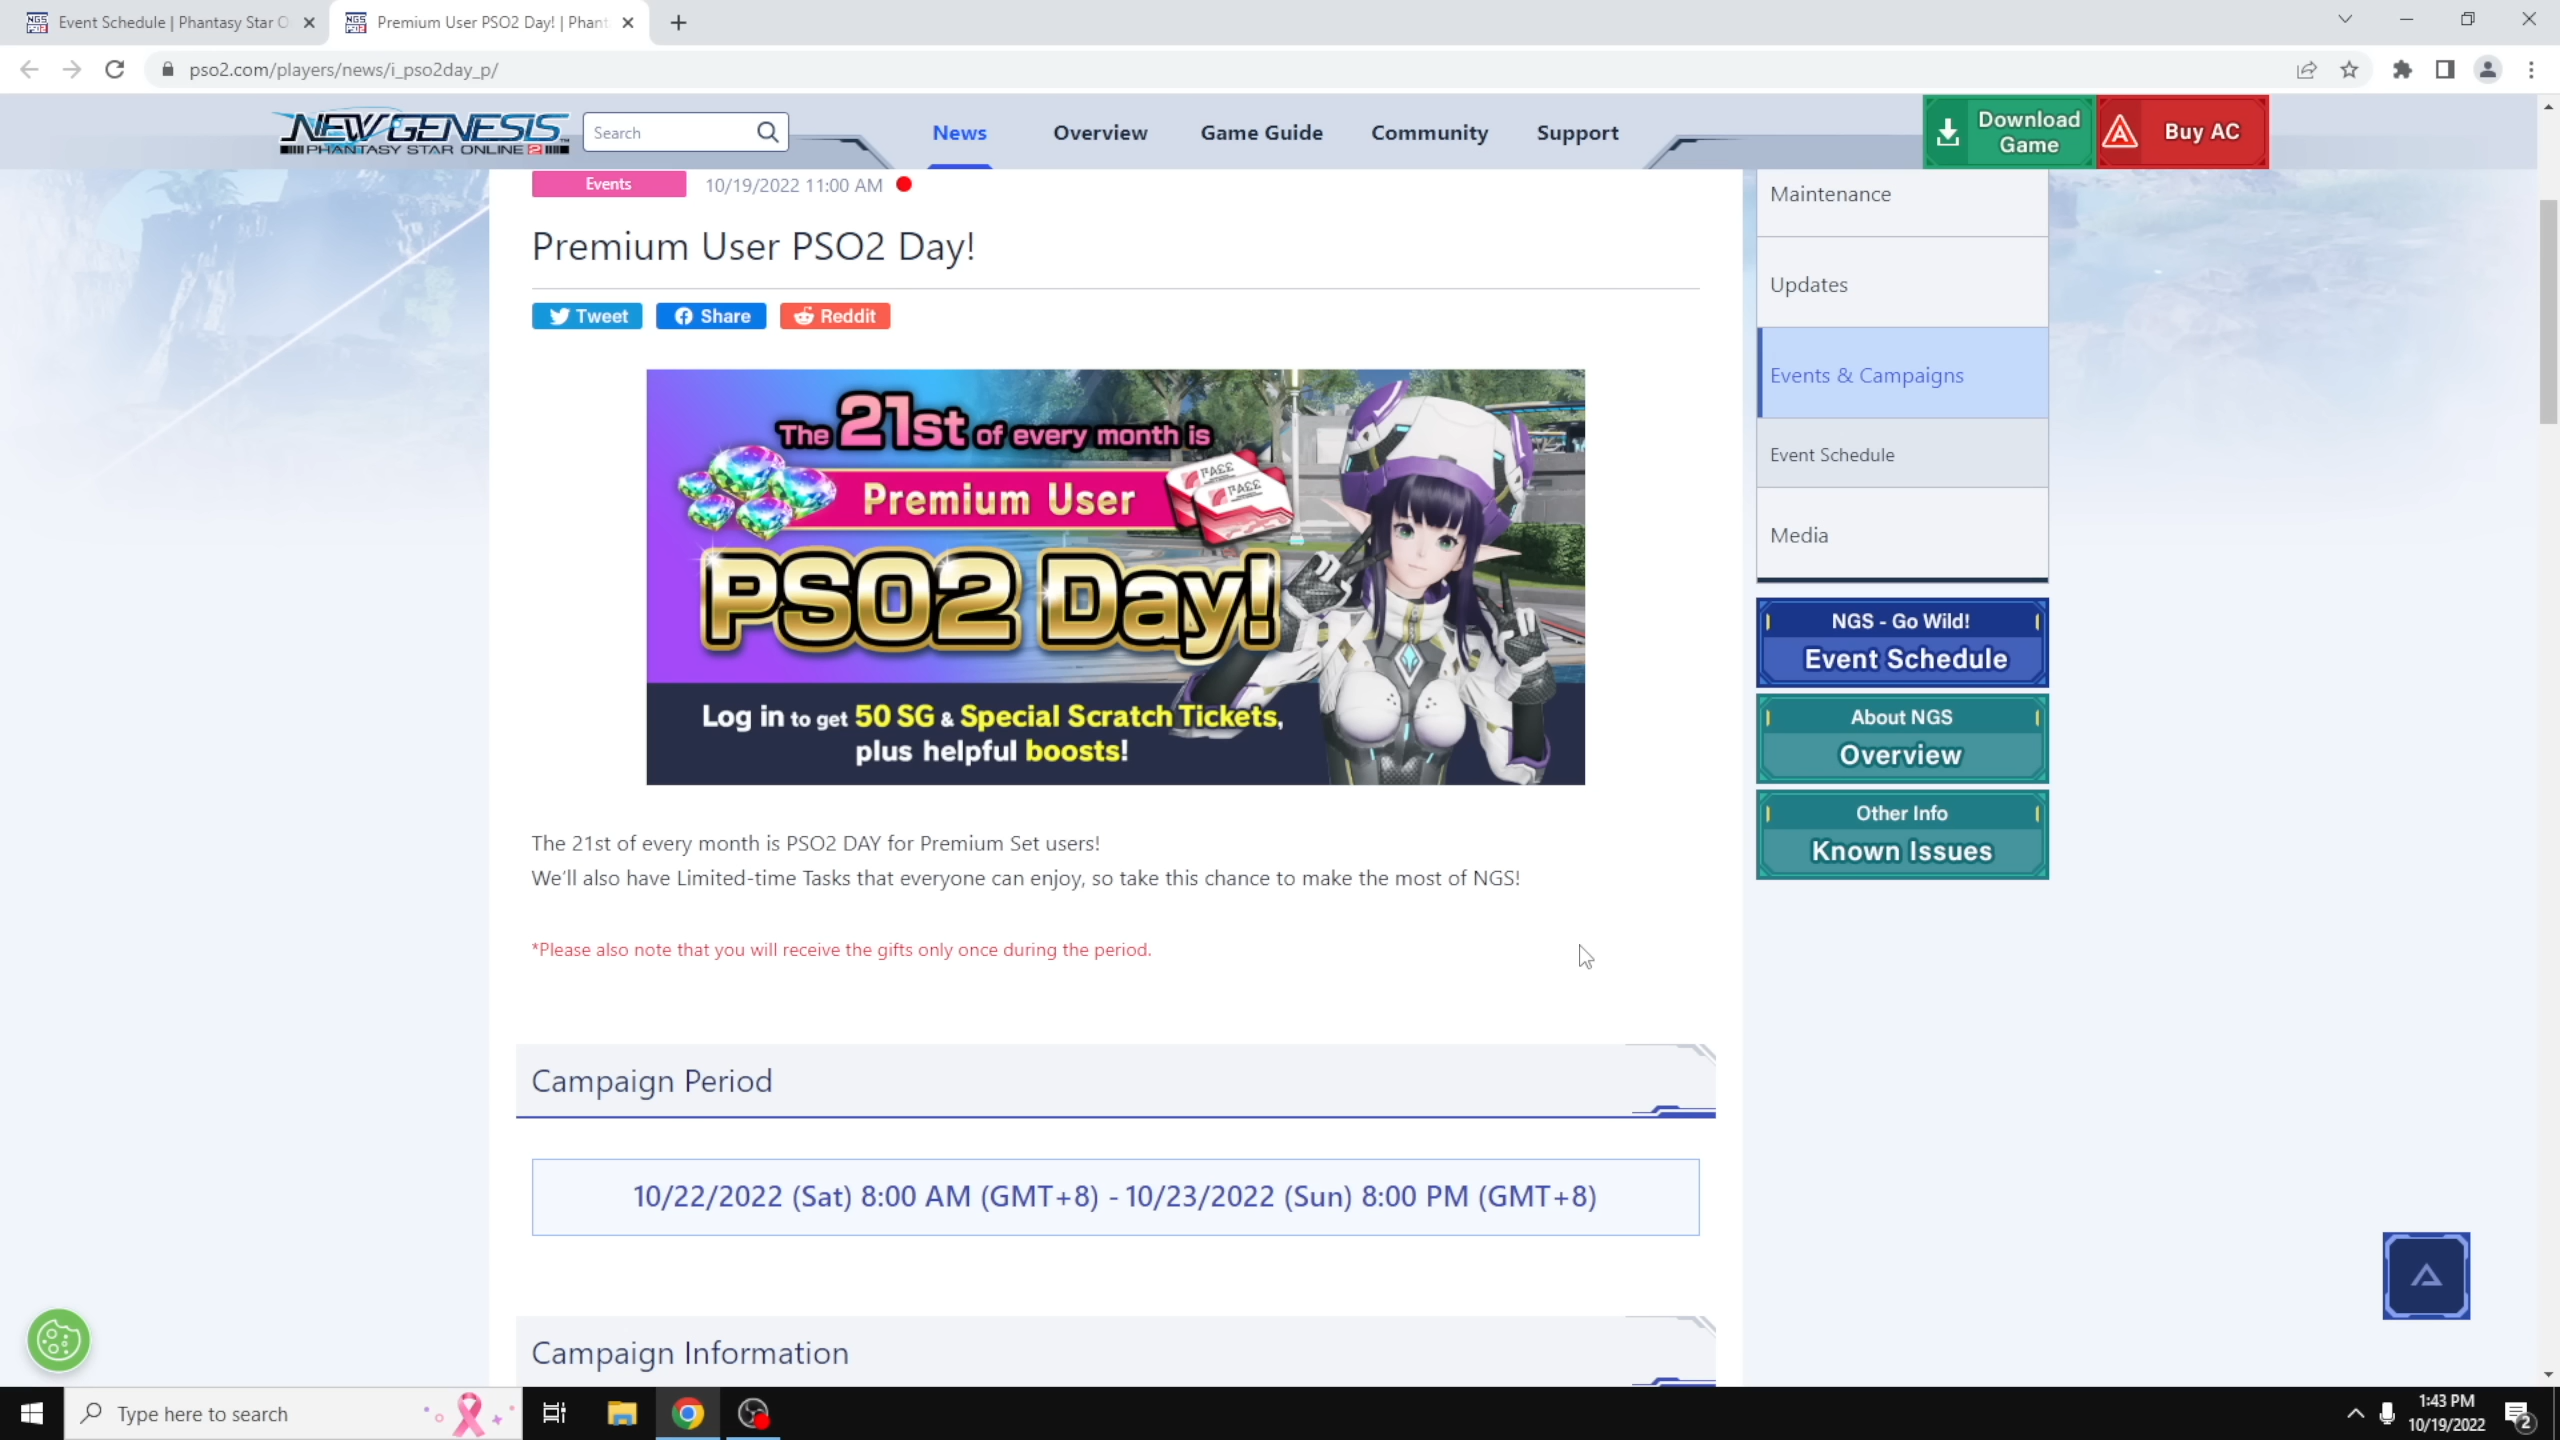 Event Schedule | Phantasy Star O
Premium User PSO2 Day! | Phant
pso2.com/players/news/i_pso2day_p/
NEW GENESIS
PHANTASY STAR ONLINE 2
Search
News
Overview
Game Guide
Community
Support
Download Game
Buy AC
Events
10/19/2022 11:00 AM
Premium User PSO2 Day!
Tweet
Share
Reddit
The 21st of every month is
Premium User
PSO2 Day!
Log in to get 50 SG & Special Scratch Tickets,
plus helpful boosts!
The 21st of every month is PSO2 DAY for Premium Set users!
We'll also have Limited-time Tasks that everyone can enjoy, so take this chance to make the most of NGS!
*Please also note that you will receive the gifts only once during the period.
Campaign Period
10/22/2022 (Sat) 8:00 AM (GMT+8) - 10/23/2022 (Sun) 8:00 PM (GMT+8)
Campaign Information
Maintenance
Updates
Events & Campaigns
Event Schedule
Media
NGS - Go Wild!
Event Schedule
About NGS
Overview
Other Info
Known Issues
Type here to search
1:43 PM
10/19/2022
2